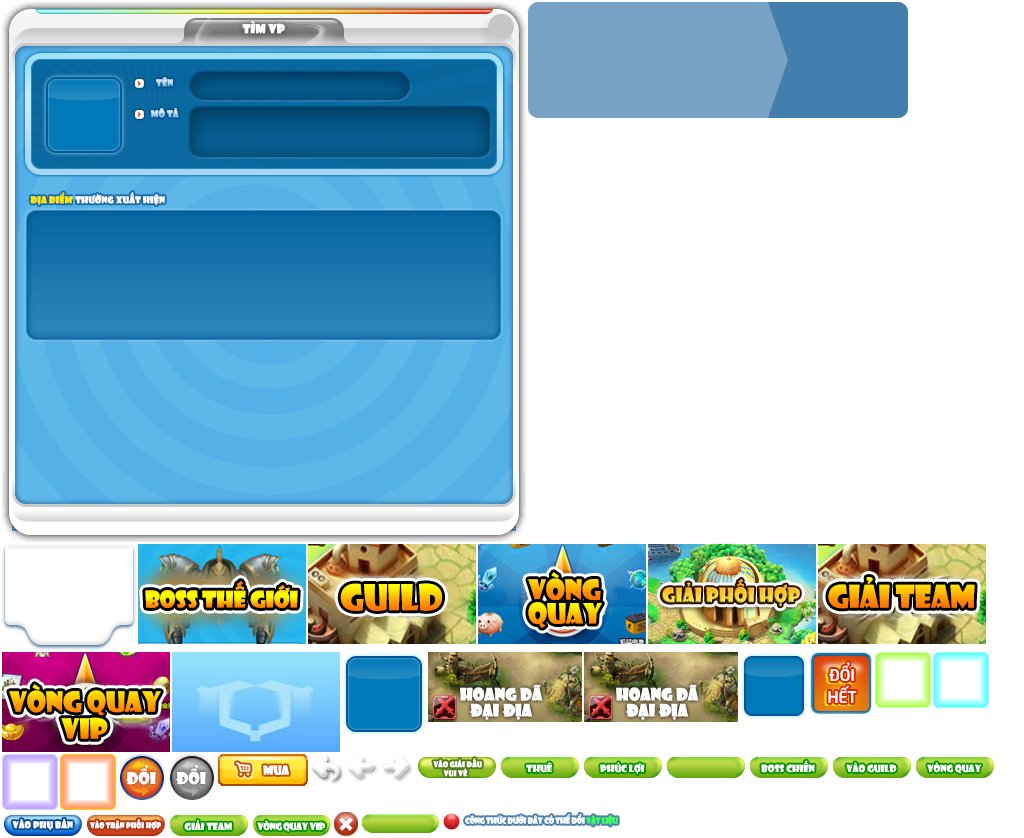 TÌM VP
TÊN
MÔ TẢ
ĐỊA ĐIỂM THƯỜNG XUẤT HIỆN
BOSS THẾ GIỚI
GUILD
VÒNG
QUAY
GIẢI PHỐI HỢP
GIẢI TEAM
VÒNG QUAY
VIP
HOANG DÃ
ĐẠI ĐỊA
HOANG DÃ
ĐẠI ĐỊA
ĐỔI
HẾT
ĐỔI
ĐỔI
MUA
VÀO GIẢI ĐẤU
VUI VẺ
THUÊ
PHÚC LỢI
BOSS CHIẾN
VÀO GUILD
VÒNG QUAY
VÀO PHỤ BẢN
VÀO TRẬN PHỐI HỢP
GIẢI TEAM
VÒNG QUAY VIP
CÔNG THỨC DƯỚI ĐÂY CÓ THỂ ĐỔI VẬT LIỆU